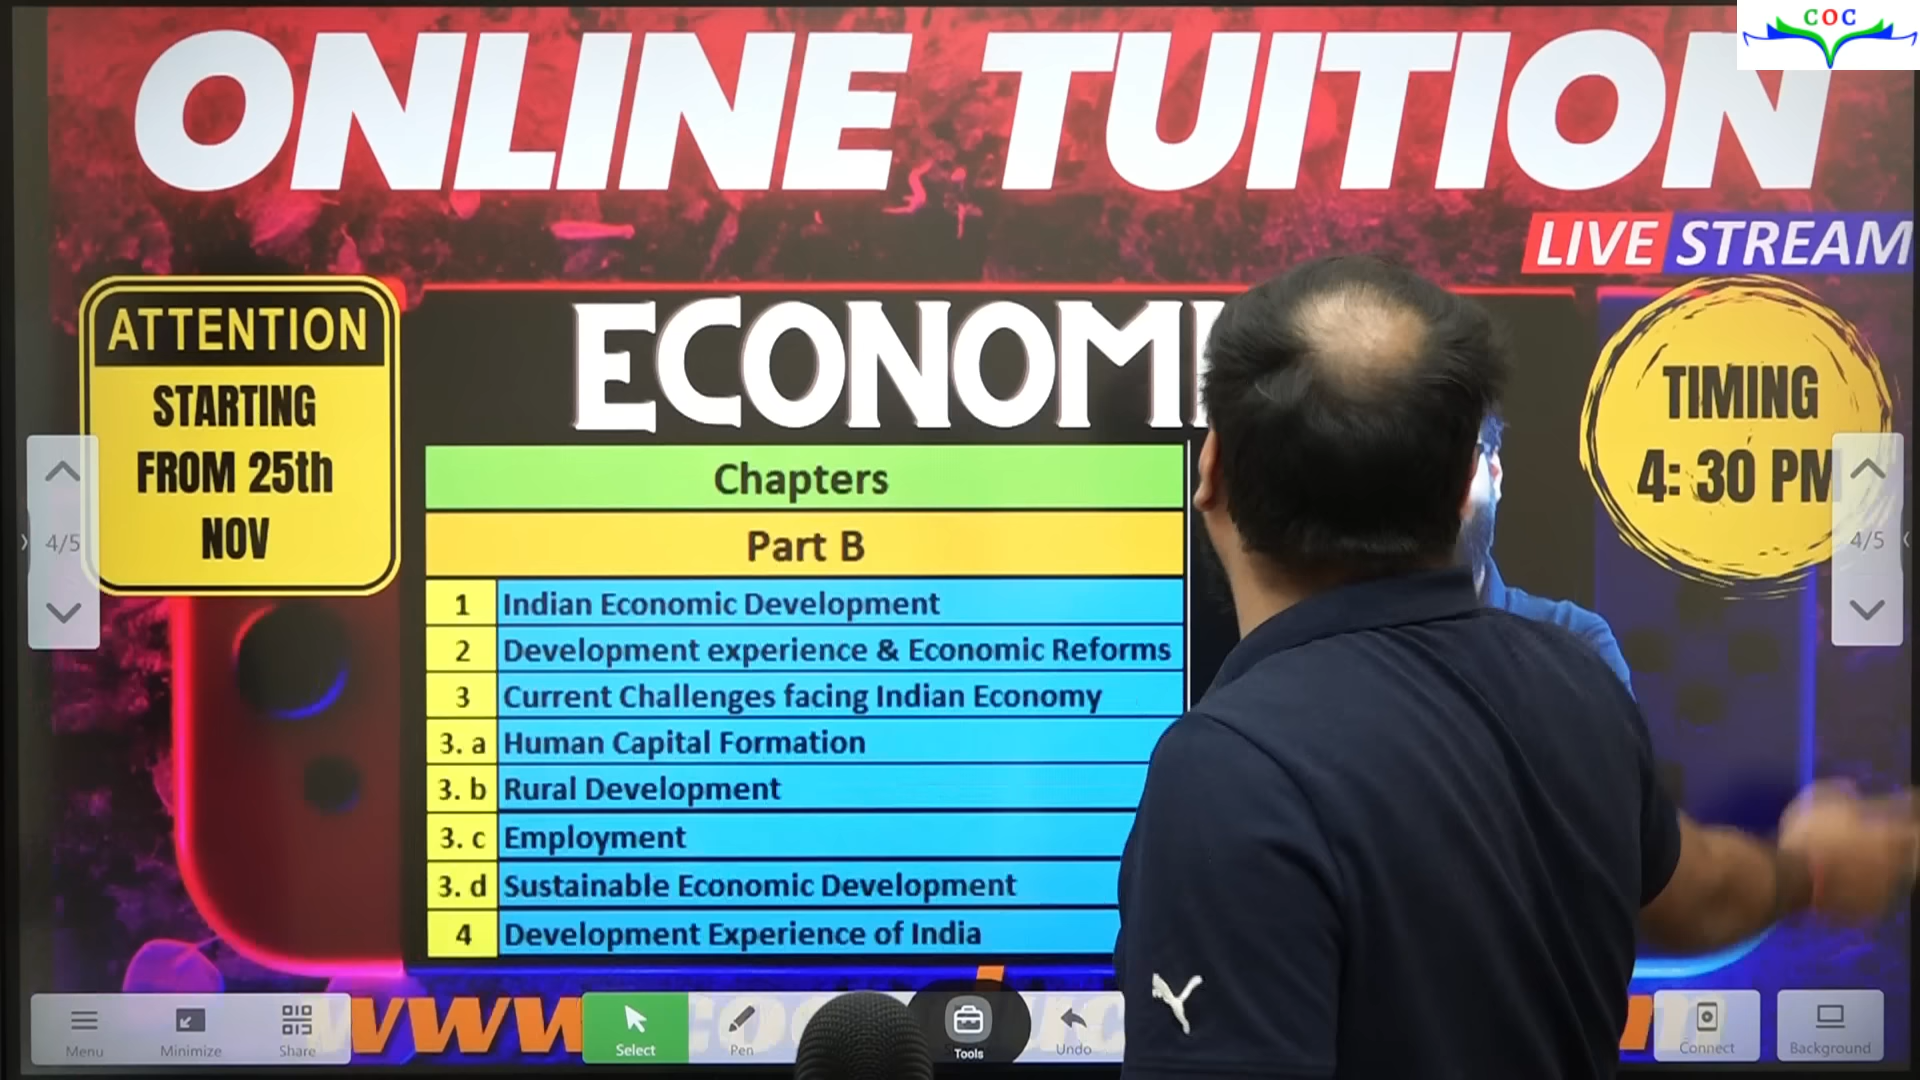 COC
ONLINE TUITION
LIVE STREAM
ATTENTION
STARTING
FROM 25th
NOV
ECONOMI
TIMING
4: 30 PM
Chapters
Part B
1 Indian Economic Development
2 Development experience & Economic Reforms
3 Current Challenges facing Indian Economy
3. a Human Capital Formation
3. b Rural Development
3. c Employment
3. d Sustainable Economic Development
4 Development Experience of India
4/5
4/5
www
Menu
Minimize
Share
Select
Pen
Tools
Undo
Connect
Background